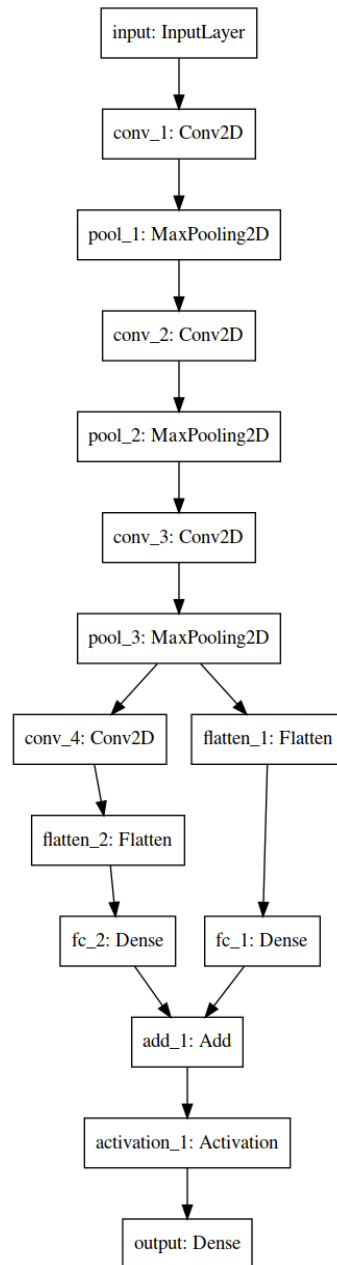 input: InputLayer
conv_1: Conv2D
pool_1: MaxPooling2D
conv_2: Conv2D
pool_2: MaxPooling2D
conv_3: Conv2D
pool_3: MaxPooling2D
conv_4: Conv2D
flatten_1: Flatten
flatten_2: Flatten
fc_2: Dense
fc_1: Dense
add_1: Add
activation_1: Activation
output: Dense